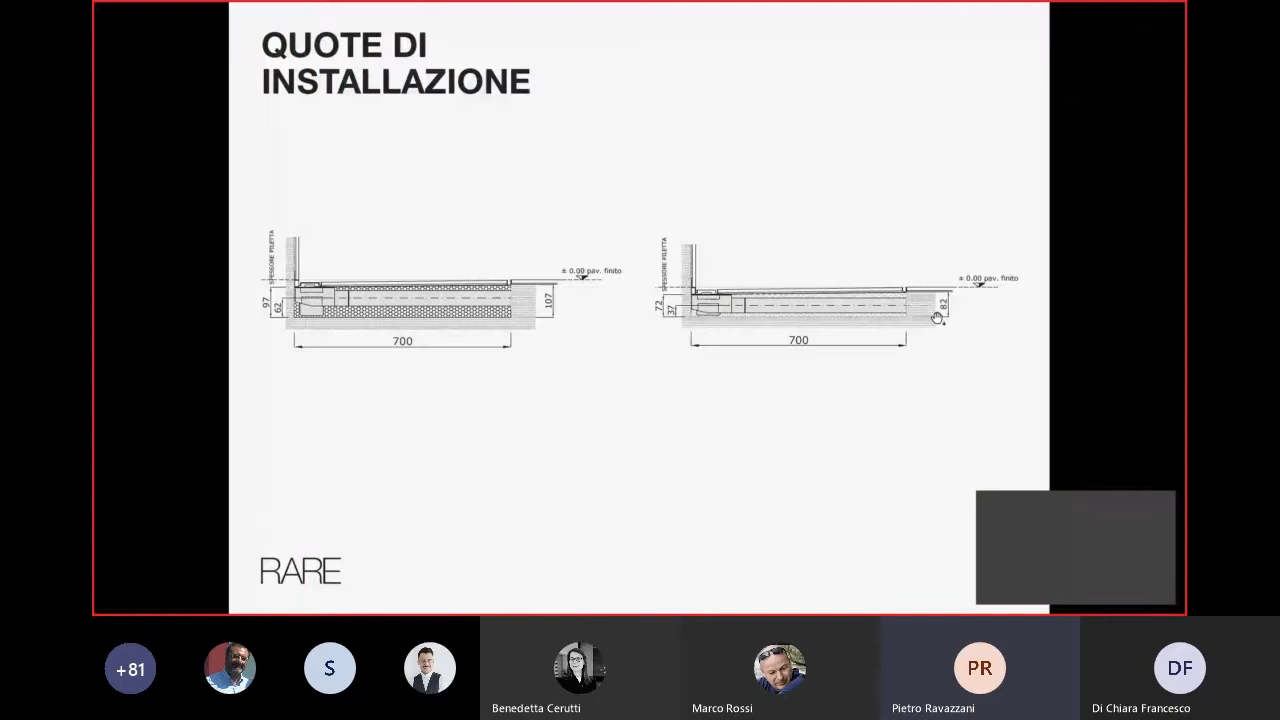 QUOTE DI
INSTALLAZIONE
SPESSORE PILETTA
± 0.00 pav. finito
97
62
107
700
SPESSORE PILETTA
± 0.00 pav. finito
72
37
82
700
RARE
+81
S
PR
DF
Benedetta Cerutti
Marco Rossi
Pietro Ravazzani
Di Chiara Francesco